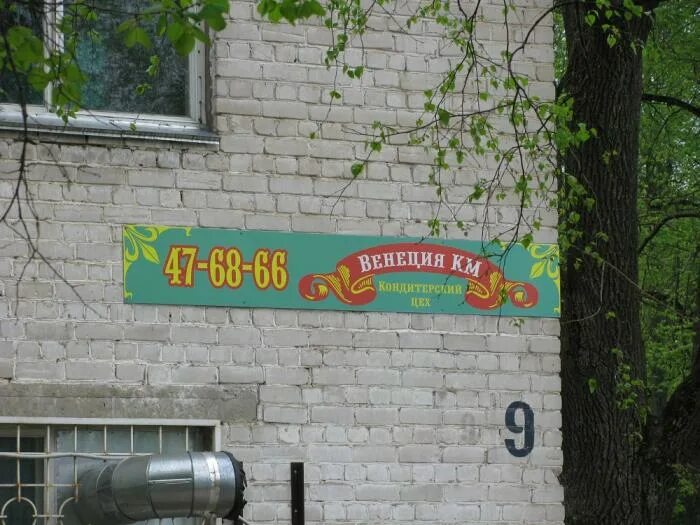 47-68-66
Венеция КМ
Кондитерский
цех
9